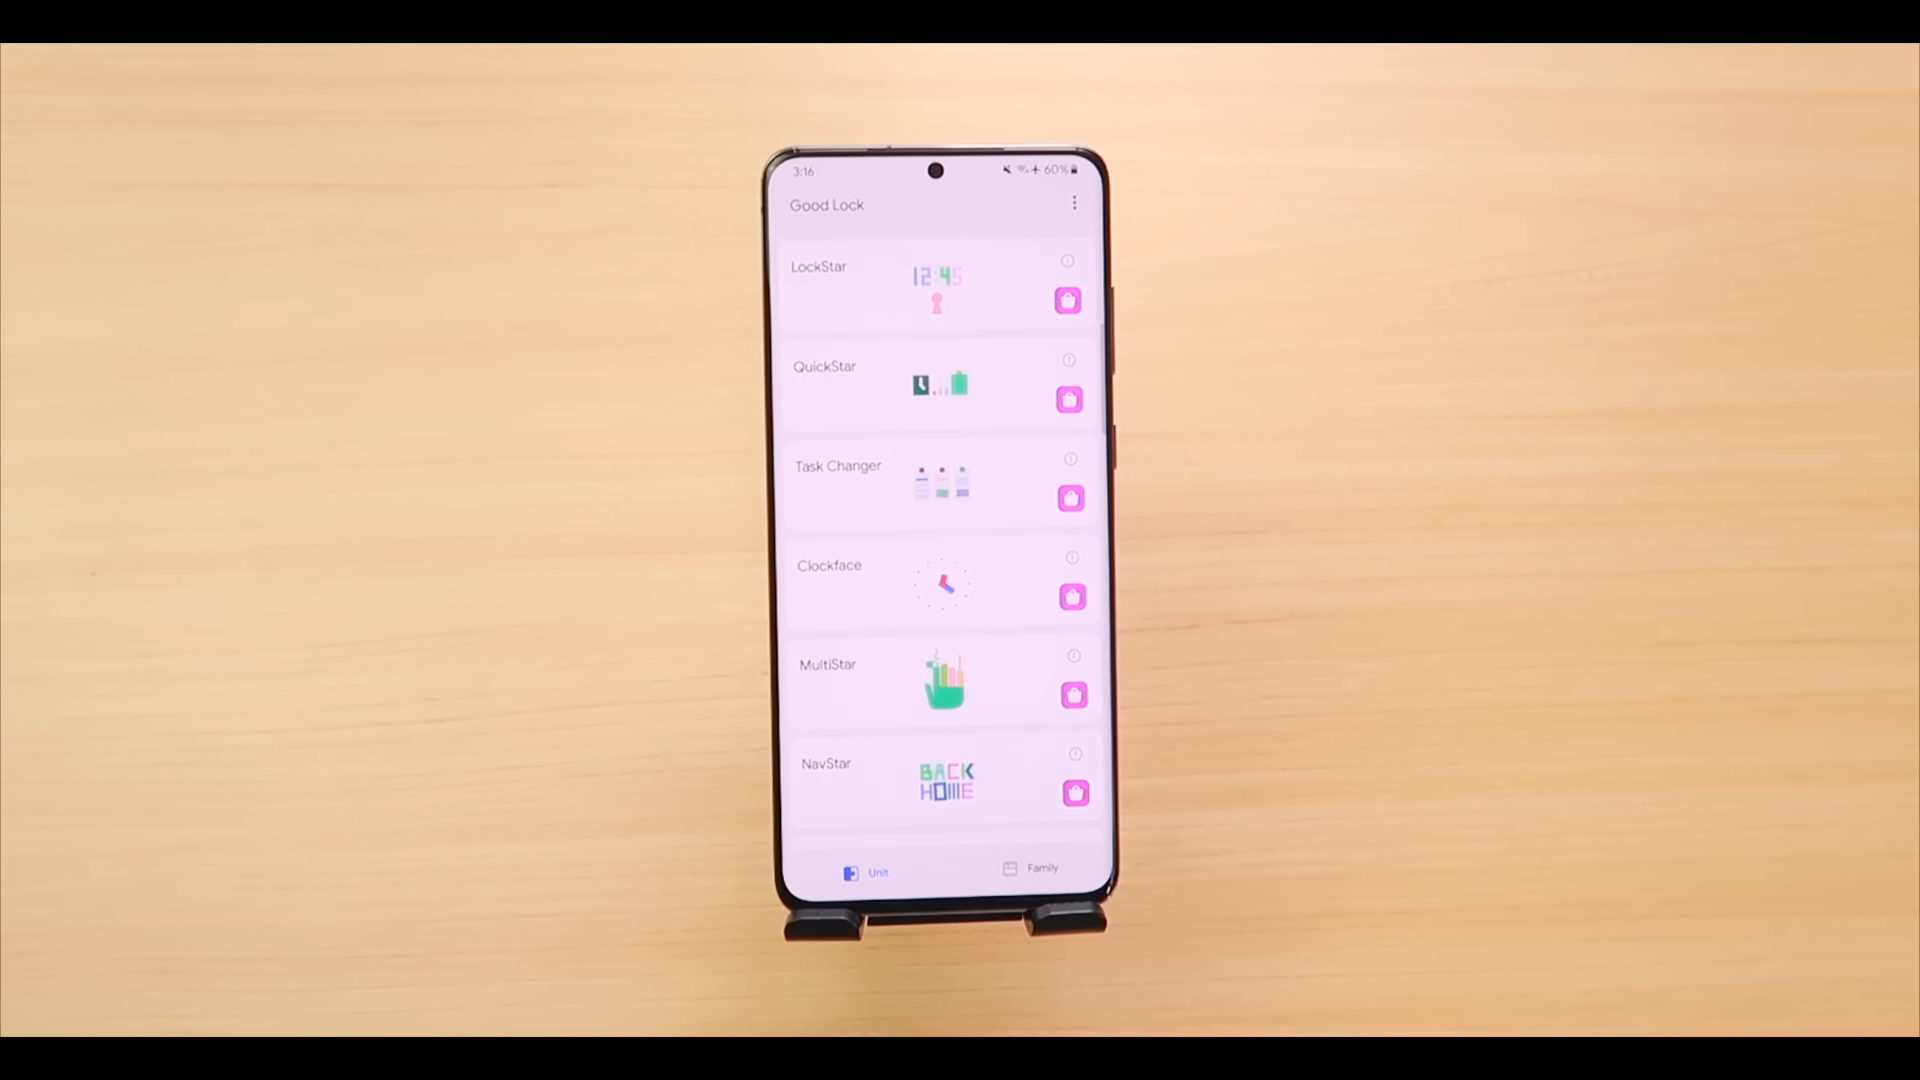 3:16 60%
Good Lock
LockStar
12:45
QuickStar
Task Changer
Clockface
MultiStar
NavStar
BACK
HOME
Unit Family